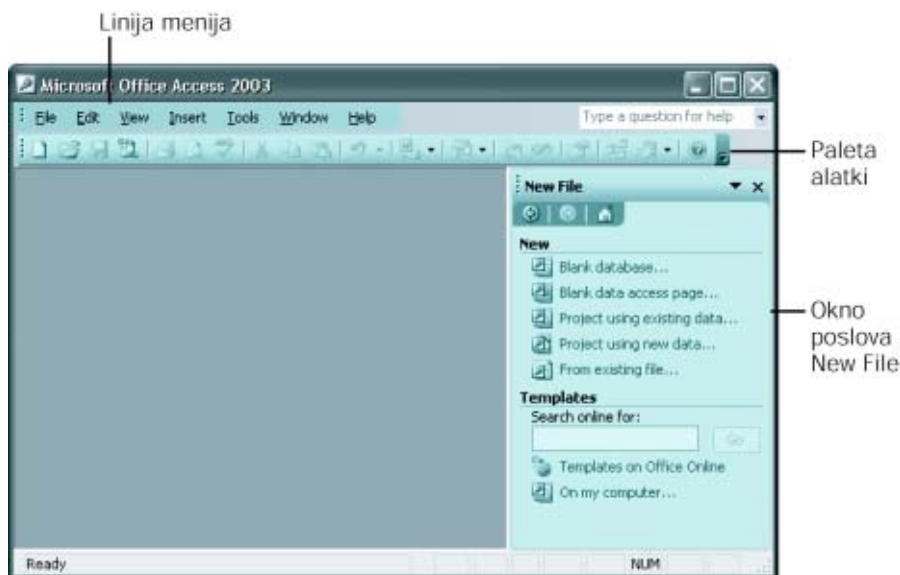 Linija menija
Microsoft Office Access 2003
File Edit View Insert Tools Window Help
Type a question for help
Paleta
alatki
New File
New
Blank database...
Blank data access page...
Project using existing data...
Project using new data...
From existing file...
Okno
poslova
New File
Templates
Search online for:
Go
Templates on Office Online
On my computer...
Ready
NUM